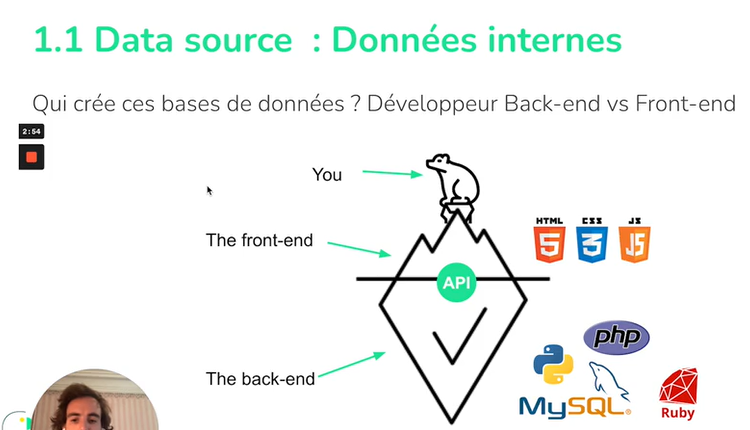 1.1 Data source : Données internes
Qui crée ces bases de données ? Développeur Back-end vs Front-end
2:54
You
The front-end
HTML CSS JS
5 3 JS
API
The back-end
php
MySQL®
Ruby